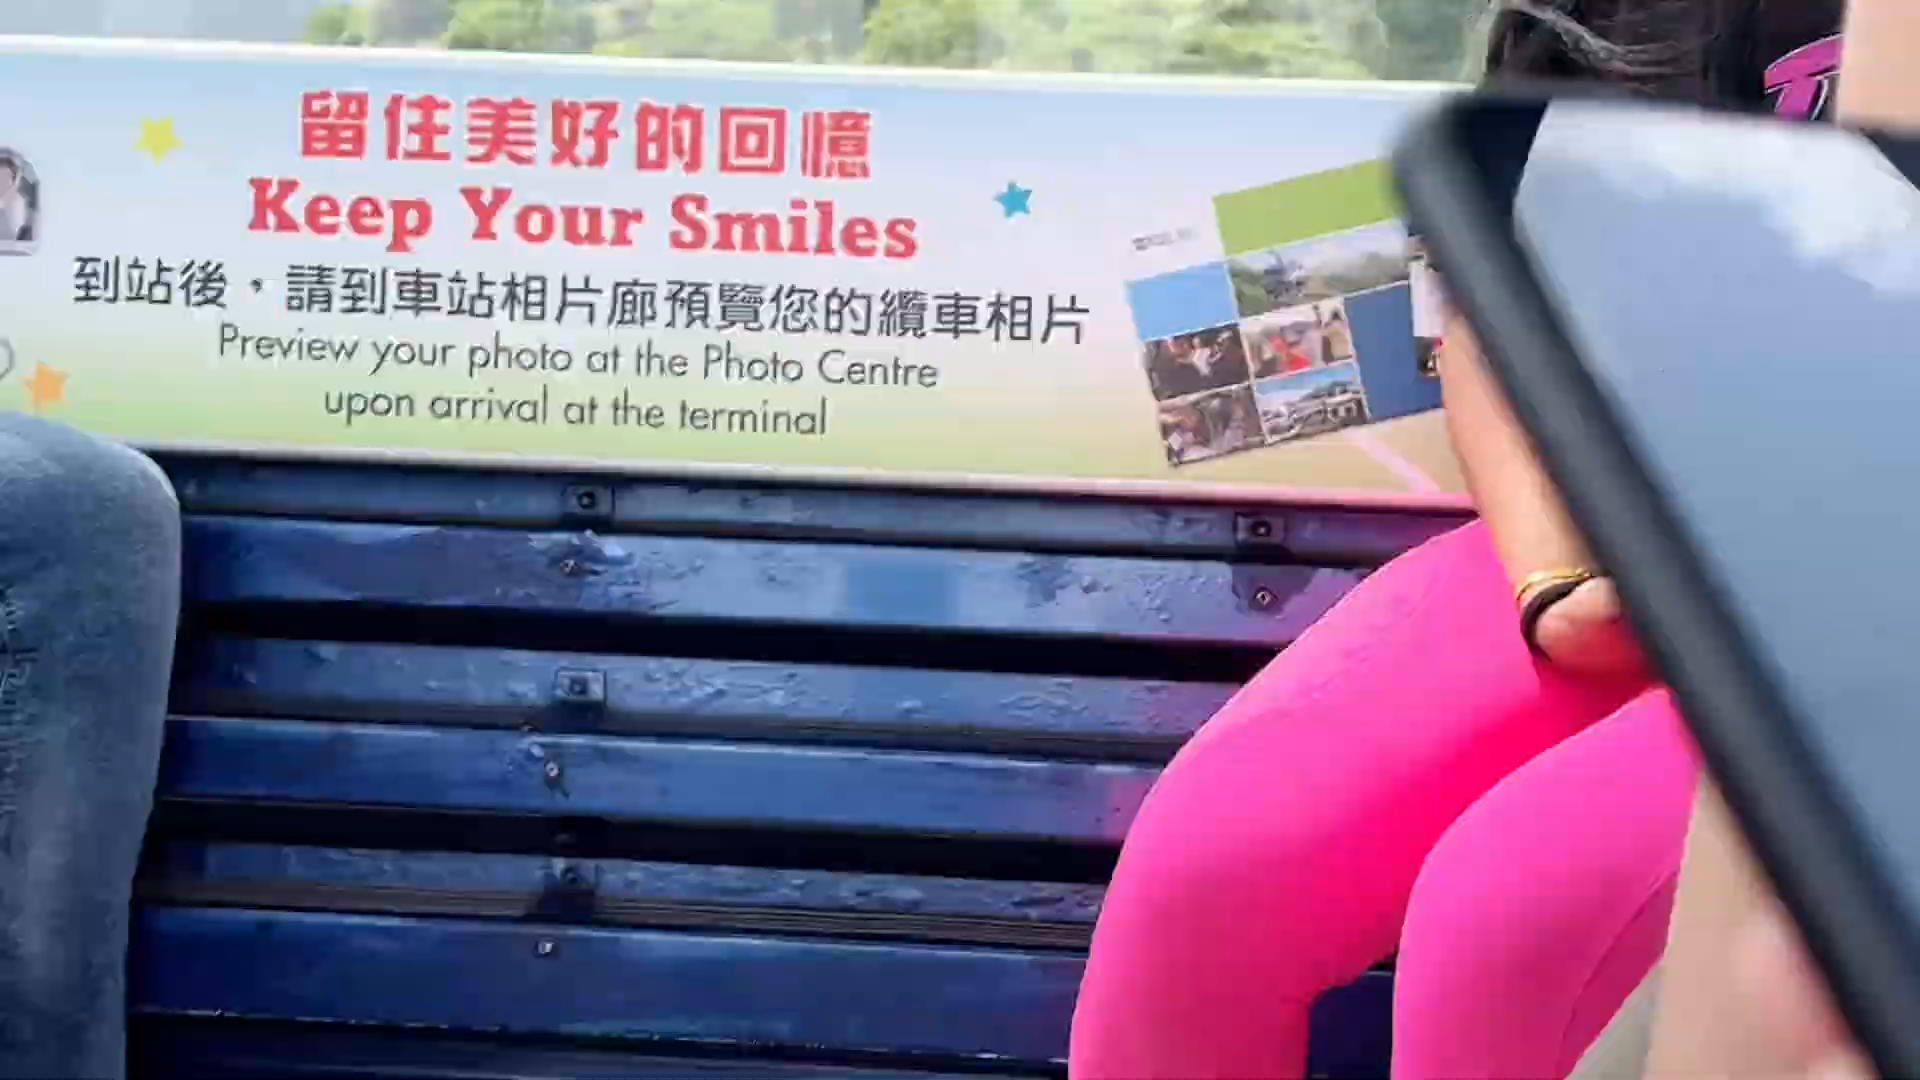 留住美好的回憶
Keep Your Smiles
到站後，請到車站相片廊預覽您的纜車相片
Preview your photo at the Photo Centre
upon arrival at the terminal